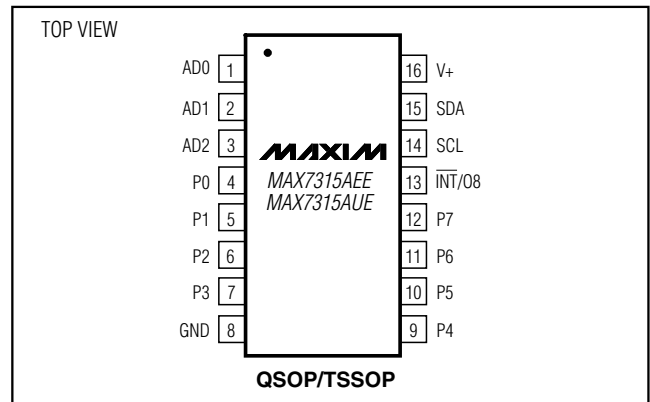 TOP VIEW
AD0 1
AD1 2
AD2 3
P0 4
P1 5
P2 6
P3 7
GND 8
MAXIM
MAX7315AEE
MAX7315AUE
16 V+
15 SDA
14 SCL
13 I̅N̅T̅/O8
12 P7
11 P6
10 P5
9 P4
QSOP/TSSOP